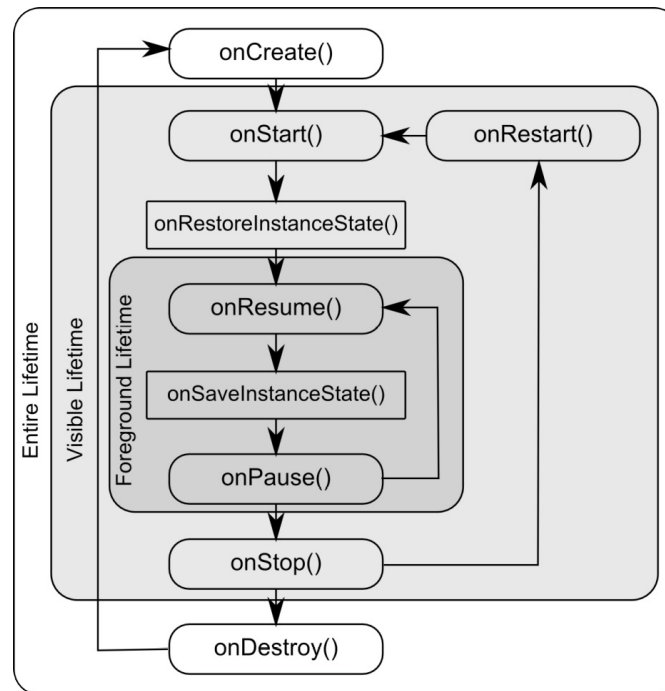 onCreate()
onStart()
onRestart()
onRestoreInstanceState()
onResume()
onSaveInstanceState()
onPause()
onStop()
onDestroy()
Entire Lifetime
Visible Lifetime
Foreground Lifetime